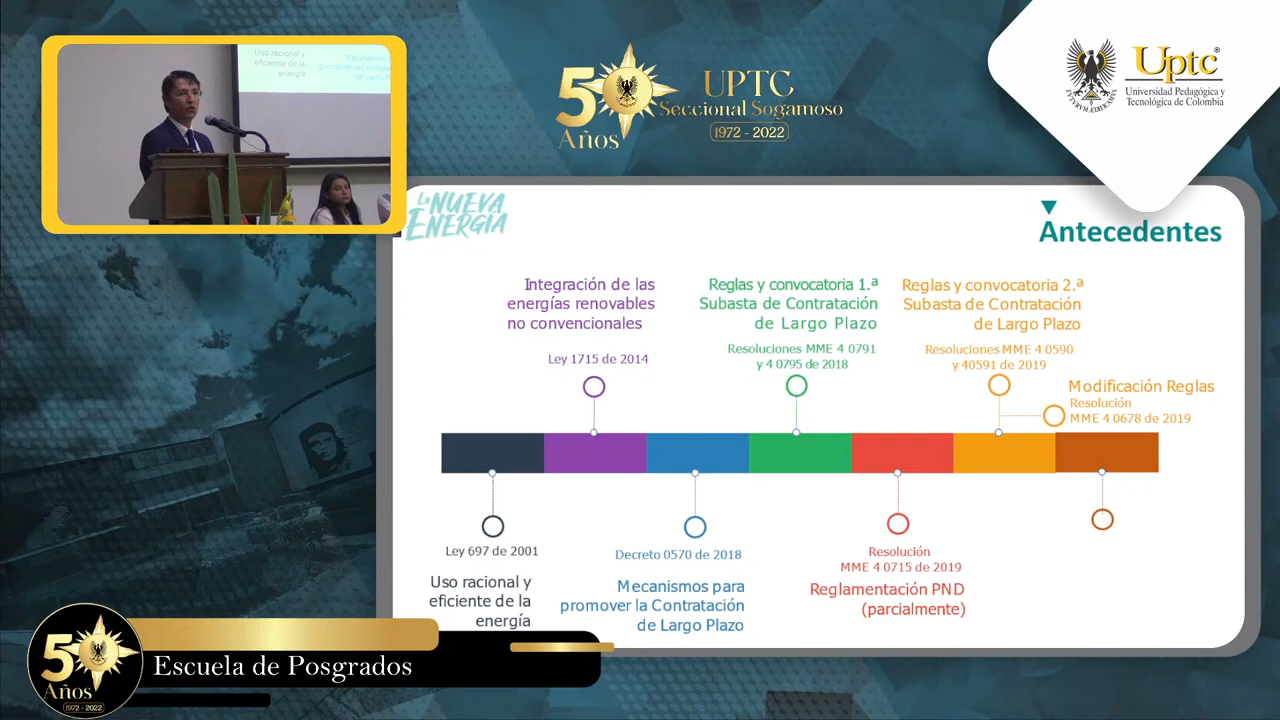 Uso racional y
eficiente de la
energía
50
Años
UPTC
Seccional Sogamoso
1972 - 2022
Uptc®
Universidad Pedagógica y
Tecnológica de Colombia
LA NUEVA
ENERGÍA
Antecedentes
Integración de las
energías renovables
no convencionales
Ley 1715 de 2014
Reglas y convocatoria 1.ª
Subasta de Contratación
de Largo Plazo
Resoluciones MME 4 0791
y 4 0795 de 2018
Reglas y convocatoria 2.ª
Subasta de Contratación
de Largo Plazo
Resoluciones MME 4 0590
y 40591 de 2019
Modificación Reglas
Resolución
MME 4 0678 de 2019
Ley 697 de 2001
Uso racional y
eficiente de la
energía
Decreto 0570 de 2018
Mecanismos para
promover la Contratación
de Largo Plazo
Resolución
MME 4 0715 de 2019
Reglamentación PND
(parcialmente)
50
Años
1972 - 2022
Escuela de Posgrados